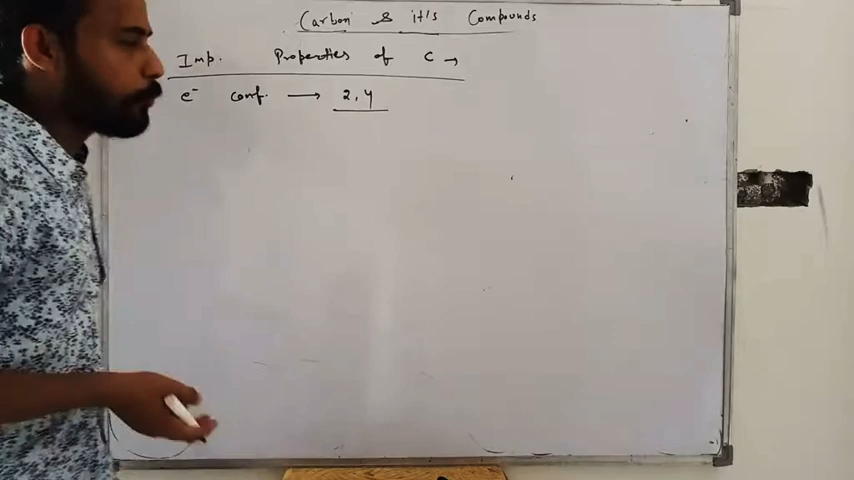 Carbon & it's Compounds
Imp. Properties of C →
e⁻ conf. → 2,4